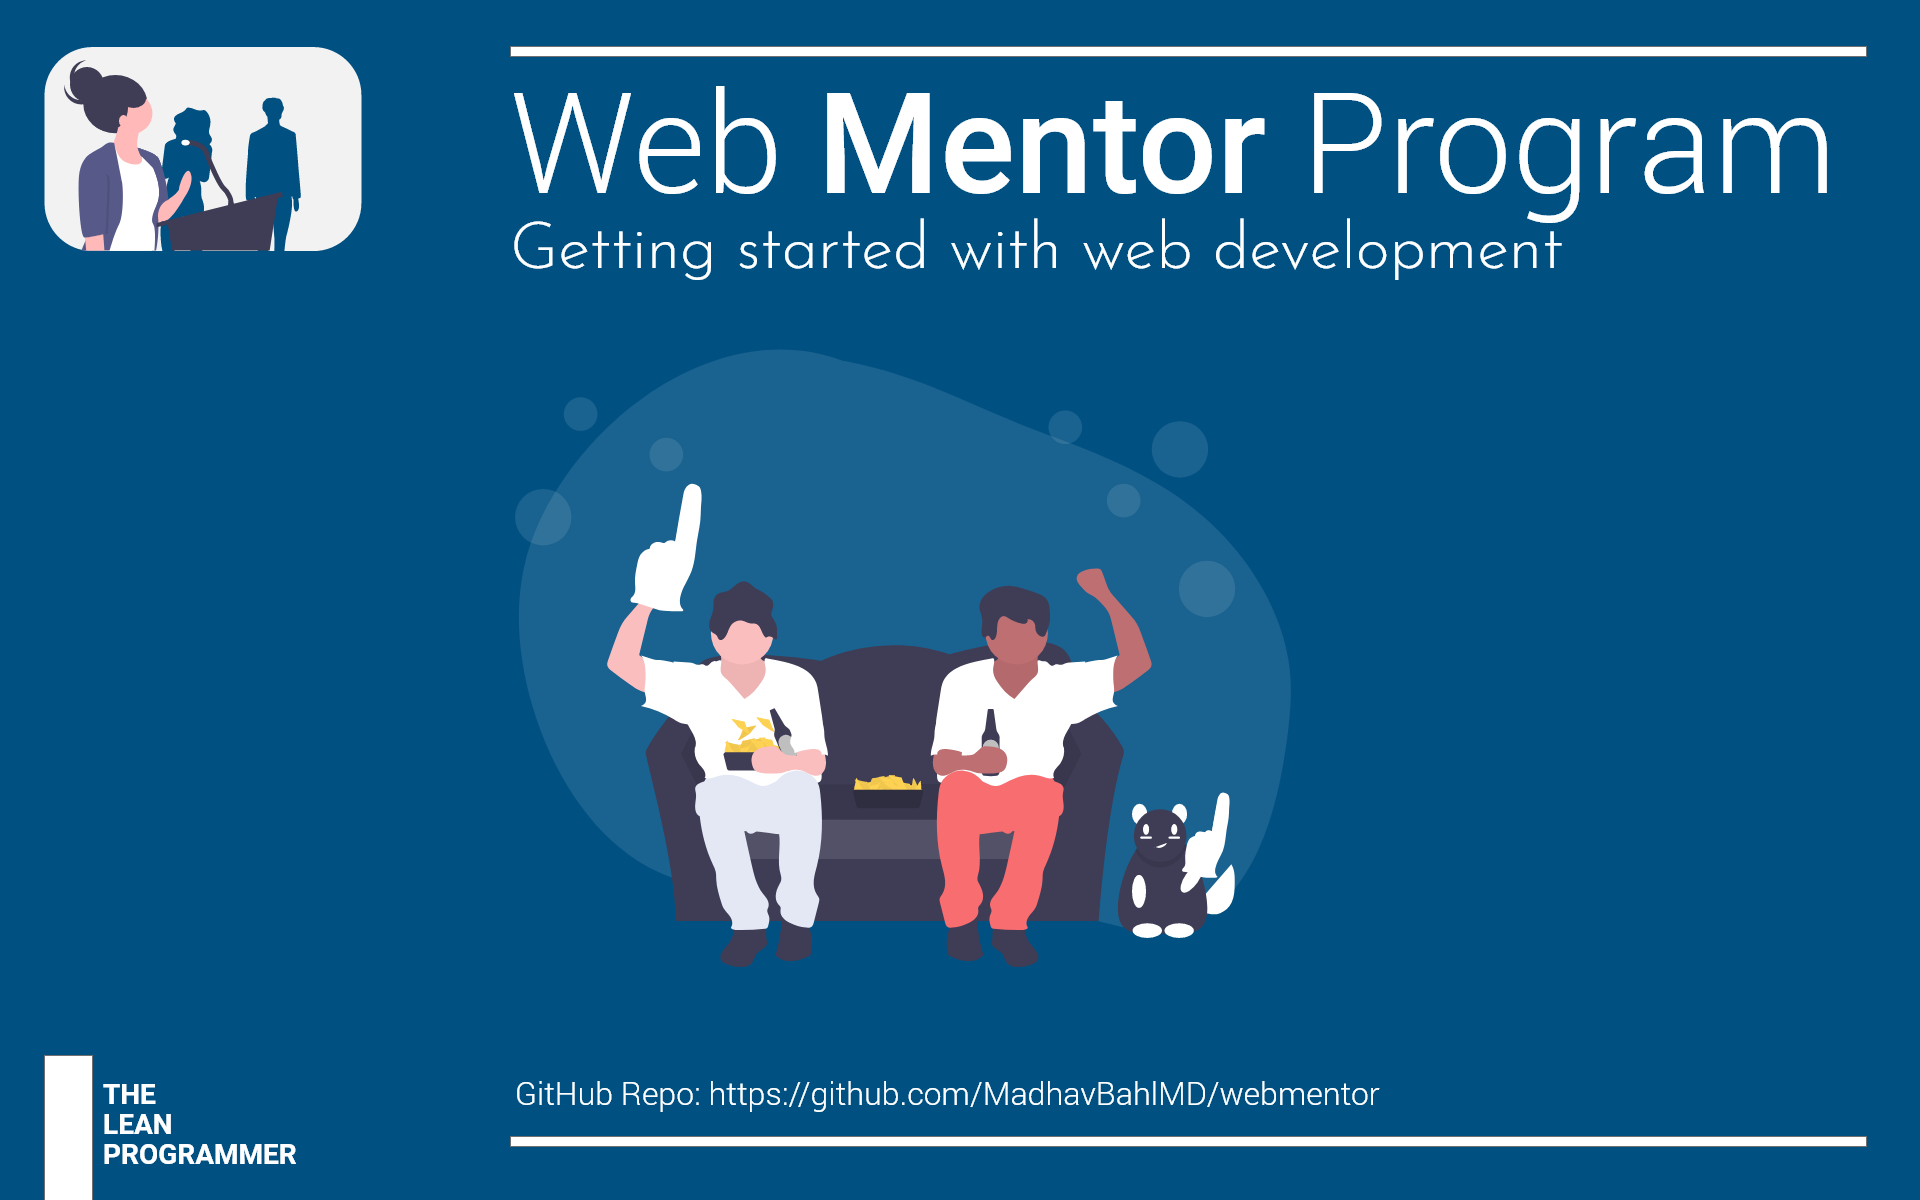 Web Mentor Program
Getting started with web development
GitHub Repo: https://github.com/MadhavBahlMD/webmentor
THE
LEAN
PROGRAMMER